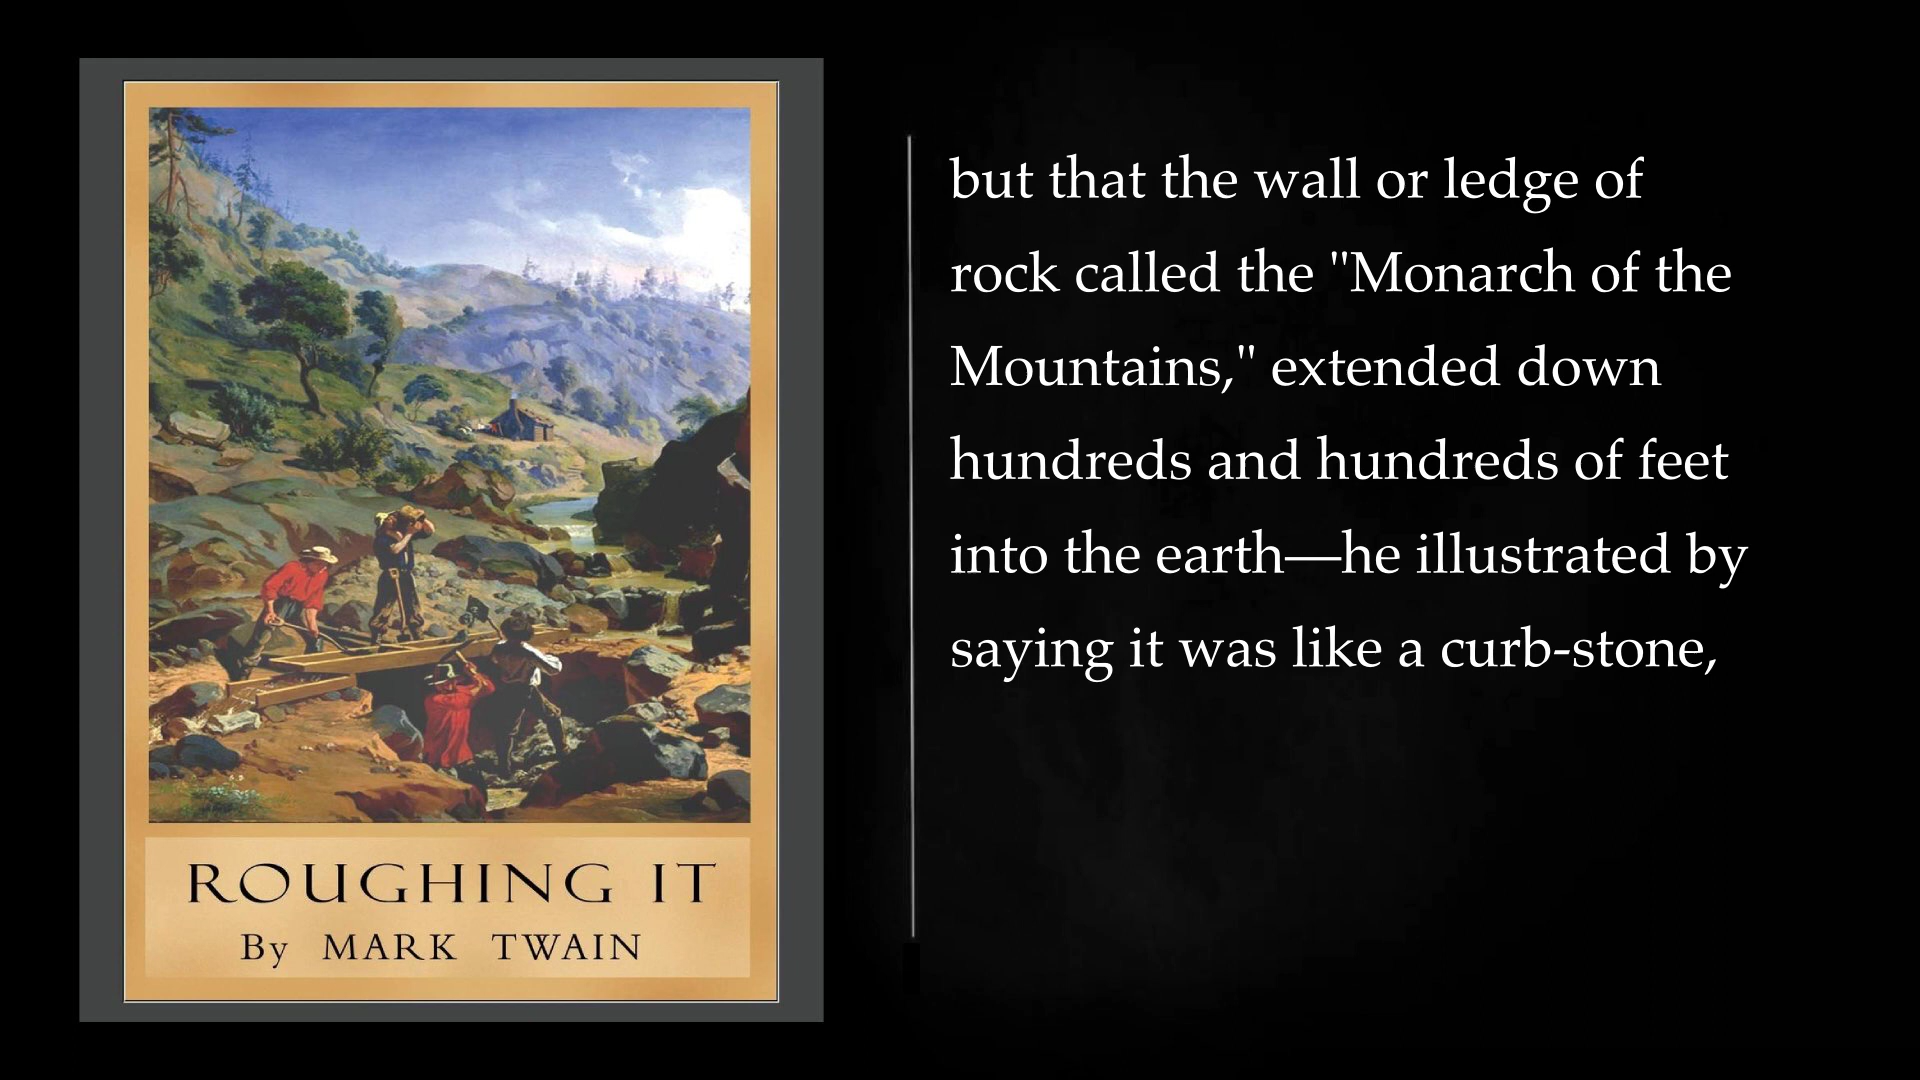 ROUGHING IT
By MARK TWAIN
but that the wall or ledge of
rock called the "Monarch of the
Mountains," extended down
hundreds and hundreds of feet
into the earth—he illustrated by
saying it was like a curb-stone,